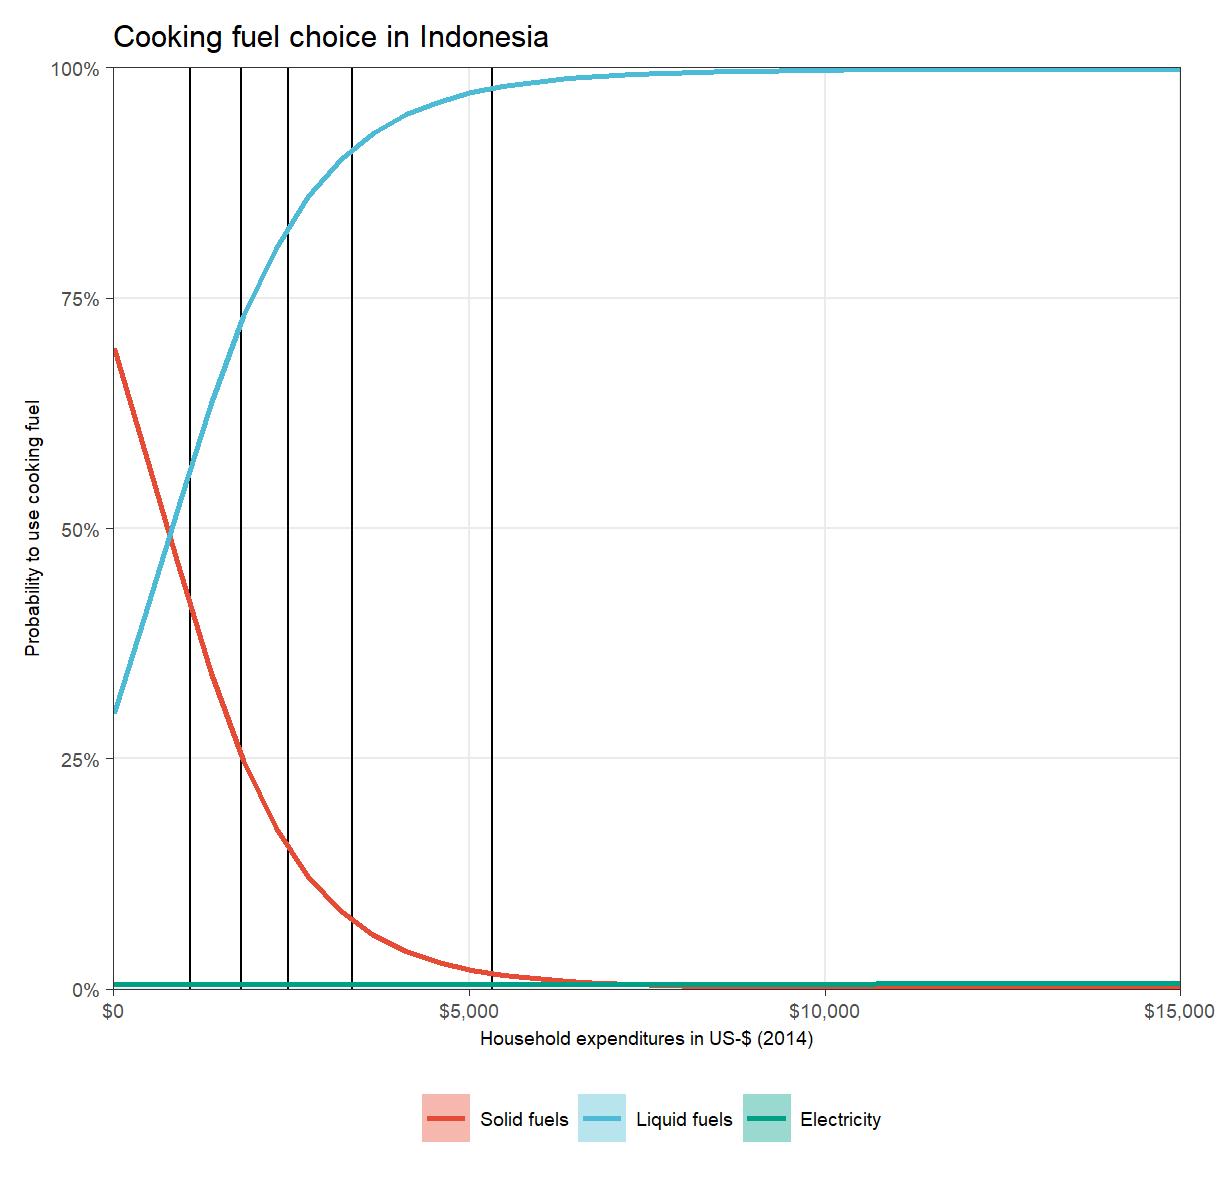 Cooking fuel choice in Indonesia
100%
75%
50%
25%
0%
Probability to use cooking fuel
$0
$5,000
$10,000
$15,000
Household expenditures in US-$ (2014)
Solid fuels
Liquid fuels
Electricity